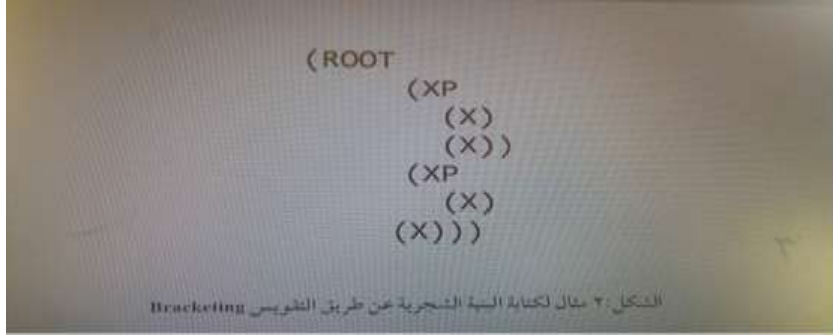 (ROOT
(XP
(X)
(X))
(XP
(X)
(X)))
الشكل:٢ مثال لكتابة البنية الشجرية عن طريق التقويس Bracketing